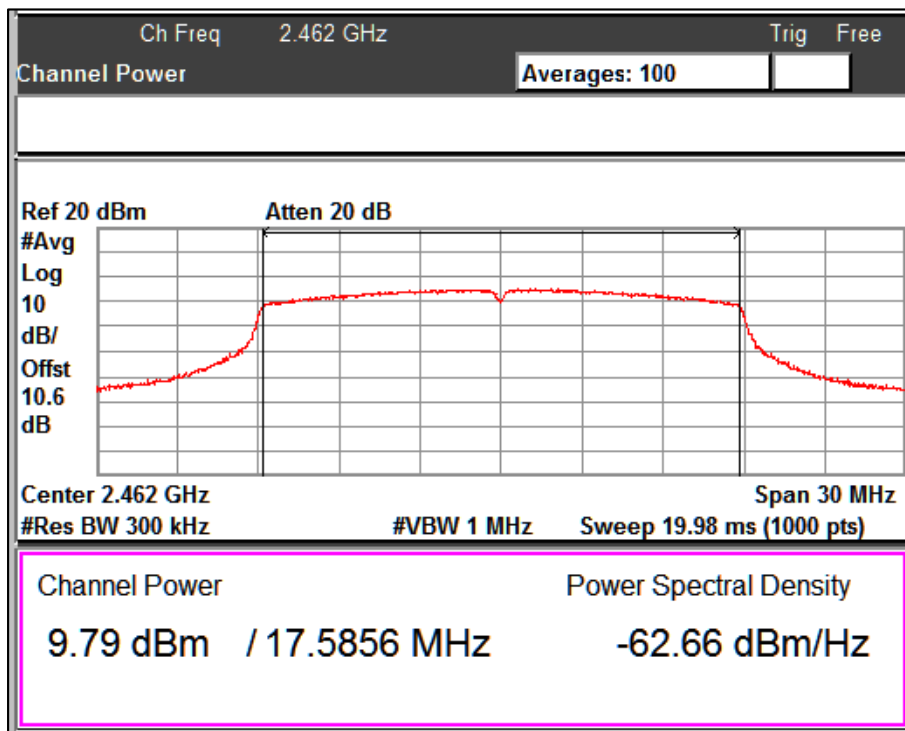 Ch Freq 2.462 GHz Trig Free
Channel Power Averages: 100
Ref 20 dBm Atten 20 dB
#Avg
Log
10
dB/
Offst
10.6
dB
Center 2.462 GHz Span 30 MHz
#Res BW 300 kHz #VBW 1 MHz Sweep 19.98 ms (1000 pts)
Channel Power Power Spectral Density
9.79 dBm / 17.5856 MHz -62.66 dBm/Hz